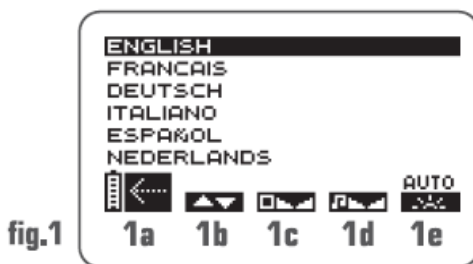 ENGLISH
FRANCAIS
DEUTSCH
ITALIANO
ESPAÑOL
NEDERLANDS
AUTO
fig.1 1a 1b 1c 1d 1e